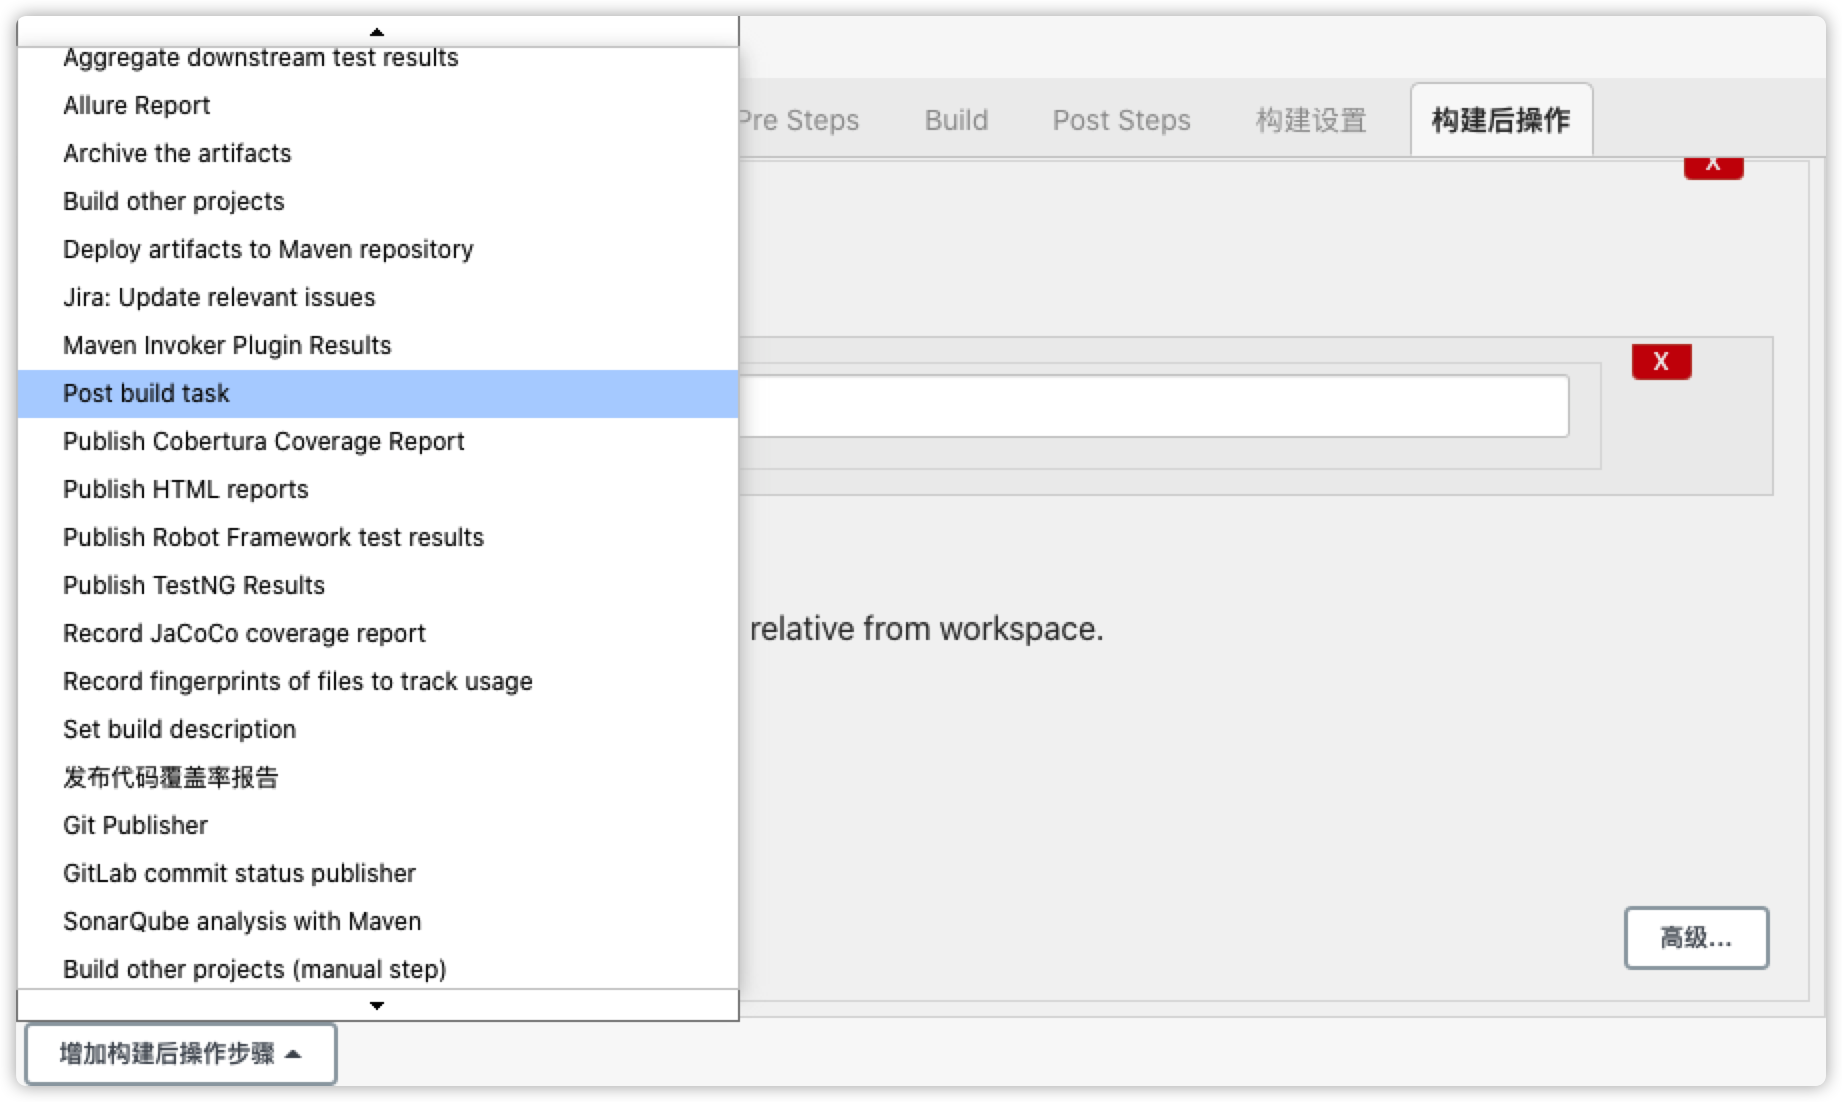 Aggregate downstream test results
Allure Report
Archive the artifacts
Build other projects
Deploy artifacts to Maven repository
Jira: Update relevant issues
Maven Invoker Plugin Results
Post build task
Publish Cobertura Coverage Report
Publish HTML reports
Publish Robot Framework test results
Publish TestNG Results
Record JaCoCo coverage report
Record fingerprints of files to track usage
Set build description
发布代码覆盖率报告
Git Publisher
GitLab commit status publisher
SonarQube analysis with Maven
Build other projects (manual step)
增加构建后操作步骤
Pre Steps Build Post Steps 构建设置 构建后操作
X
X
relative from workspace.
高级...